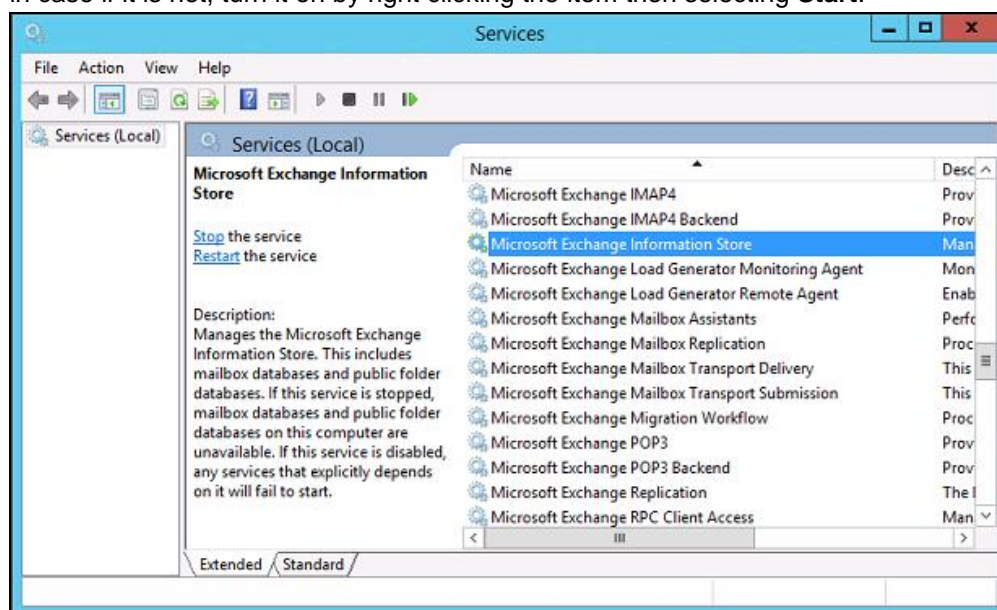 in case if it is not, turn it on by right clicking the item then selecting Start.
Services
File Action View Help
Services (Local)
Services (Local)
Microsoft Exchange Information
Store
Stop the service
Restart the service
Description:
Manages the Microsoft Exchange
Information Store. This includes
mailbox databases and public folder
databases. If this service is stopped,
mailbox databases and public folder
databases on this computer are
unavailable. If this service is disabled,
any services that explicitly depends
on it will fail to start.
Name Desc
Microsoft Exchange IMAP4 Prov
Microsoft Exchange IMAP4 Backend Prov
Microsoft Exchange Information Store Man
Microsoft Exchange Load Generator Monitoring Agent Mon
Microsoft Exchange Load Generator Remote Agent Enab
Microsoft Exchange Mailbox Assistants Perfo
Microsoft Exchange Mailbox Replication Proc
Microsoft Exchange Mailbox Transport Delivery This
Microsoft Exchange Mailbox Transport Submission This
Microsoft Exchange Migration Workflow Proc
Microsoft Exchange POP3 Prov
Microsoft Exchange POP3 Backend Prov
Microsoft Exchange Replication The
Microsoft Exchange RPC Client Access Man
Extended Standard